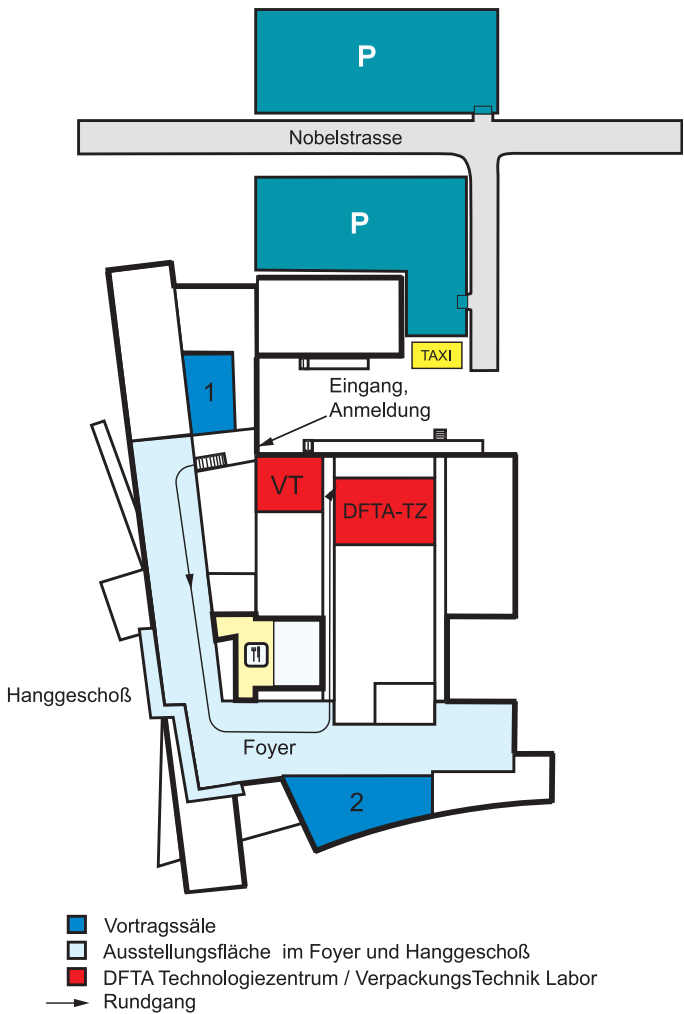 P
Nobelstrasse
P
TAXI
1
Eingang,
Anmeldung
VT
DFTA-TZ
Hanggeschoß
Foyer
2
Vortragssäle
Ausstellungsfläche im Foyer und Hanggeschoß
DFTA Technologiezentrum / VerpackungsTechnik Labor
Rundgang